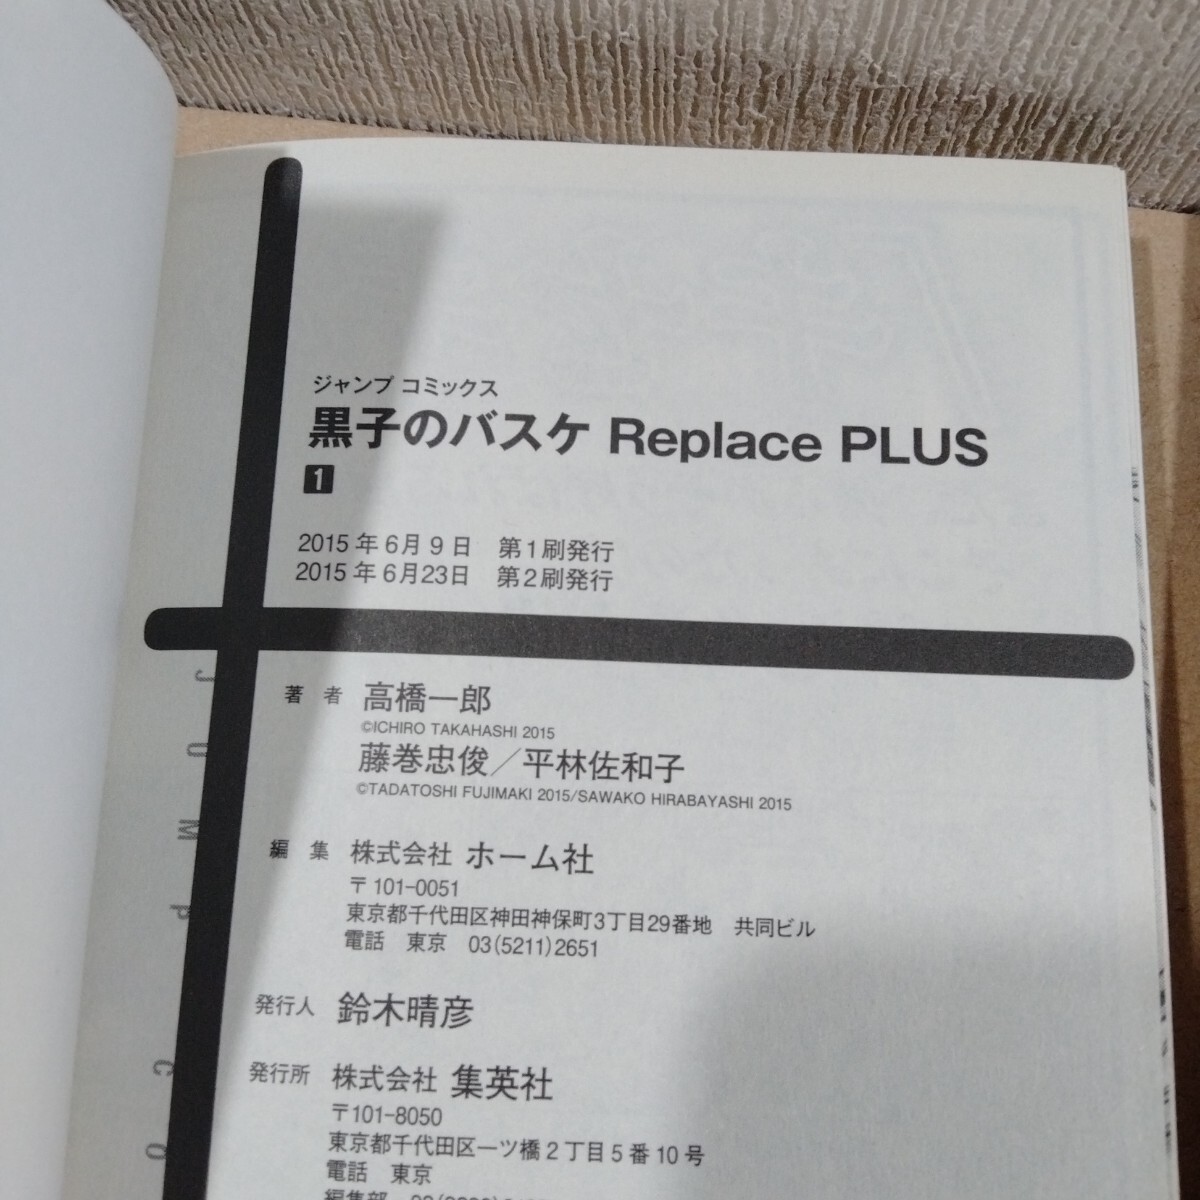 ジャンプ コミックス
黒子のバスケ Replace PLUS
1
2015年6月9日 第1刷発行
2015年6月23日 第2刷発行
著者 高橋一郎
©ICHIRO TAKAHASHI 2015
藤巻忠俊／平林佐和子
©TADATOSHI FUJIMAKI 2015/SAWAKO HIRABAYASHI 2015
編集 株式会社 ホーム社
〒101-0051
東京都千代田区神田神保町3丁目29番地 共同ビル
電話 東京 03(5211)2651
発行人 鈴木晴彦
発行所 株式会社 集英社
〒101-8050
東京都千代田区一ツ橋2丁目5番10号
電話 東京
編集部
JUMP CO